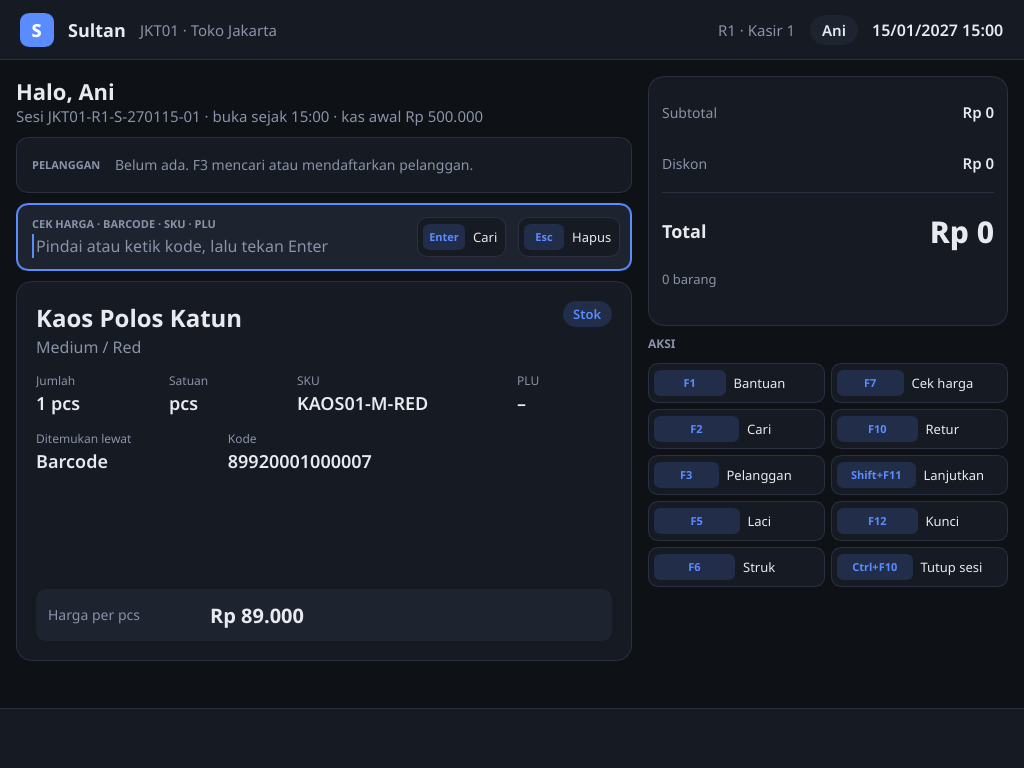 S Sultan JKT01 · Toko Jakarta R1 · Kasir 1 Ani 15/01/2027 15:00
Halo, Ani
Sesi JKT01-R1-S-270115-01 · buka sejak 15:00 · kas awal Rp 500.000
PELANGGAN Belum ada. F3 mencari atau mendaftarkan pelanggan.
CEK HARGA · BARCODE · SKU · PLU
Pindai atau ketik kode, lalu tekan Enter
Enter Cari Esc Hapus
Kaos Polos Katun Stok
Medium / Red
Jumlah Satuan SKU PLU
1 pcs pcs KAOS01-M-RED –
Ditemukan lewat Kode
Barcode 89920001000007
Harga per pcs Rp 89.000
Subtotal Rp 0
Diskon Rp 0
Total Rp 0
0 barang
AKSI
F1 Bantuan F7 Cek harga
F2 Cari F10 Retur
F3 Pelanggan Shift+F11 Lanjutkan
F5 Laci F12 Kunci
F6 Struk Ctrl+F10 Tutup sesi